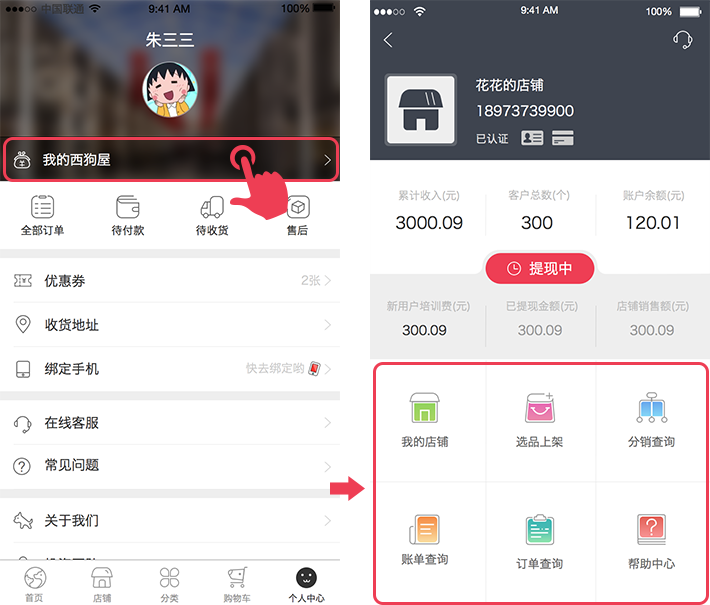 中国联通 9:41 AM 100%
朱三三
我的西狗屋
全部订单 待付款 待收货 售后
优惠券 2张
收货地址
绑定手机 快去绑定哟
在线客服
常见问题
关于我们
首页 店铺 分类 购物车 个人中心
9:41 AM 100%
花花的店铺
18973739900
已认证
累计收入(元) 客户总数(个) 账户余额(元)
3000.09 300 120.01
提现中
新用户培训费(元) 已提现金额(元) 店铺销售额(元)
300.09 300.09 300.09
我的店铺 选品上架 分销查询
账单查询 订单查询 帮助中心